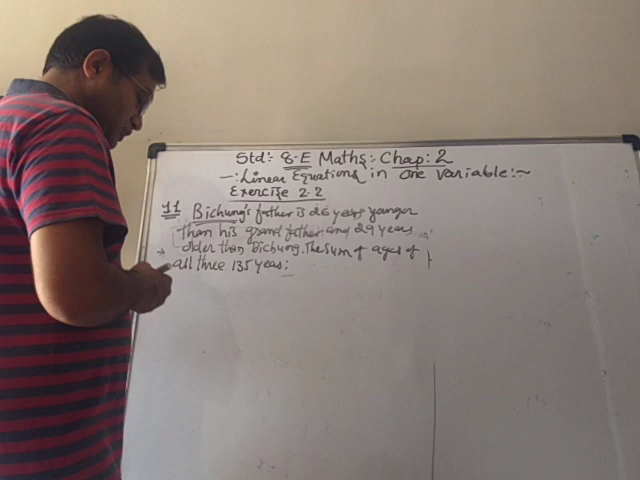 Std:- 8-E Maths:- Chap: 2
-: Linear Equations in One Variable:~
Exercise 2.2
11 Bichung's father is 26 years younger
than his grand father and 29 years
older than Bichung. The Sum of ages of
all three 135 years: